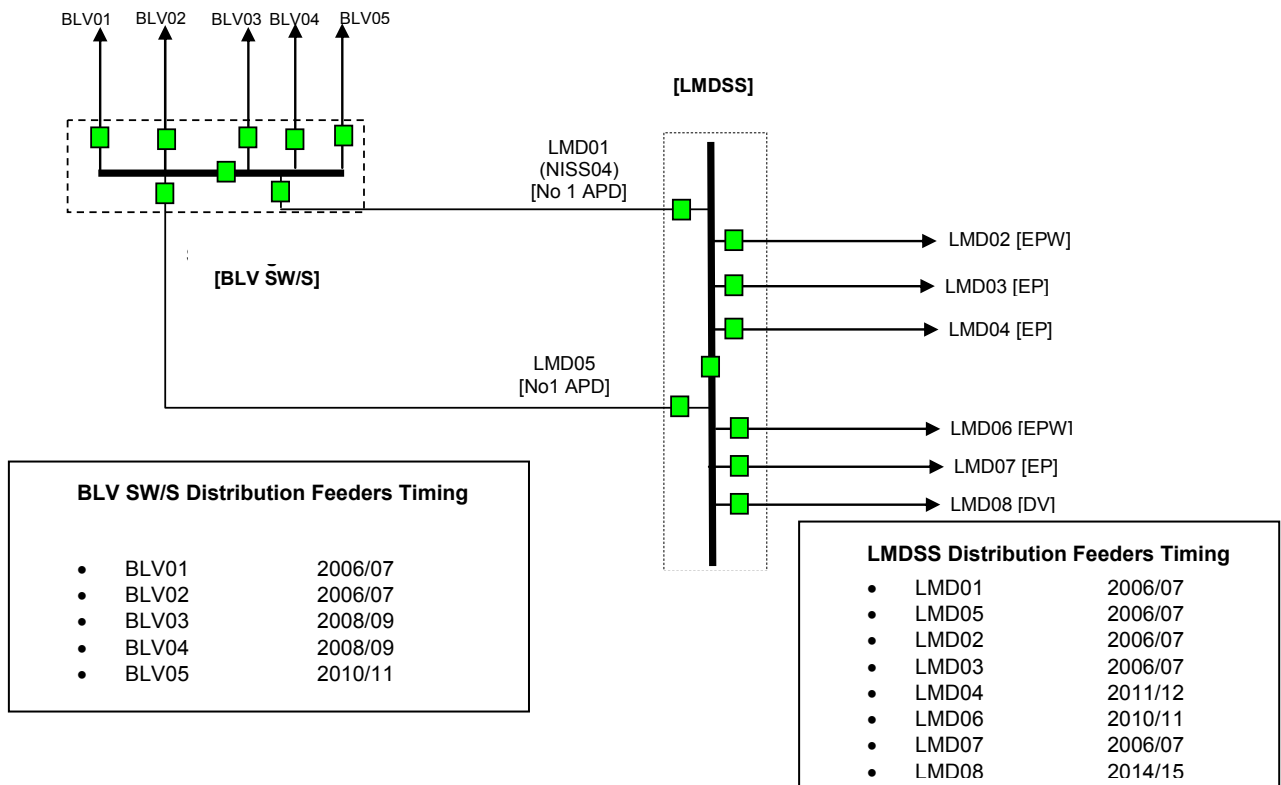 BLV01 BLV02 BLV03 BLV04 BLV05
[LMDSS]
LMD01
(NISS04)
[No 1 APD]
LMD02 [EPW]
LMD03 [EP]
LMD04 [EP]
[BLV SW/S]
LMD05
[No1 APD]
LMD06 [EPW]
LMD07 [EP]
LMD08 [DV]
BLV SW/S Distribution Feeders Timing
• BLV01 2006/07
• BLV02 2006/07
• BLV03 2008/09
• BLV04 2008/09
• BLV05 2010/11
LMDSS Distribution Feeders Timing
• LMD01 2006/07
• LMD05 2006/07
• LMD02 2006/07
• LMD03 2006/07
• LMD04 2011/12
• LMD06 2010/11
• LMD07 2006/07
• LMD08 2014/15